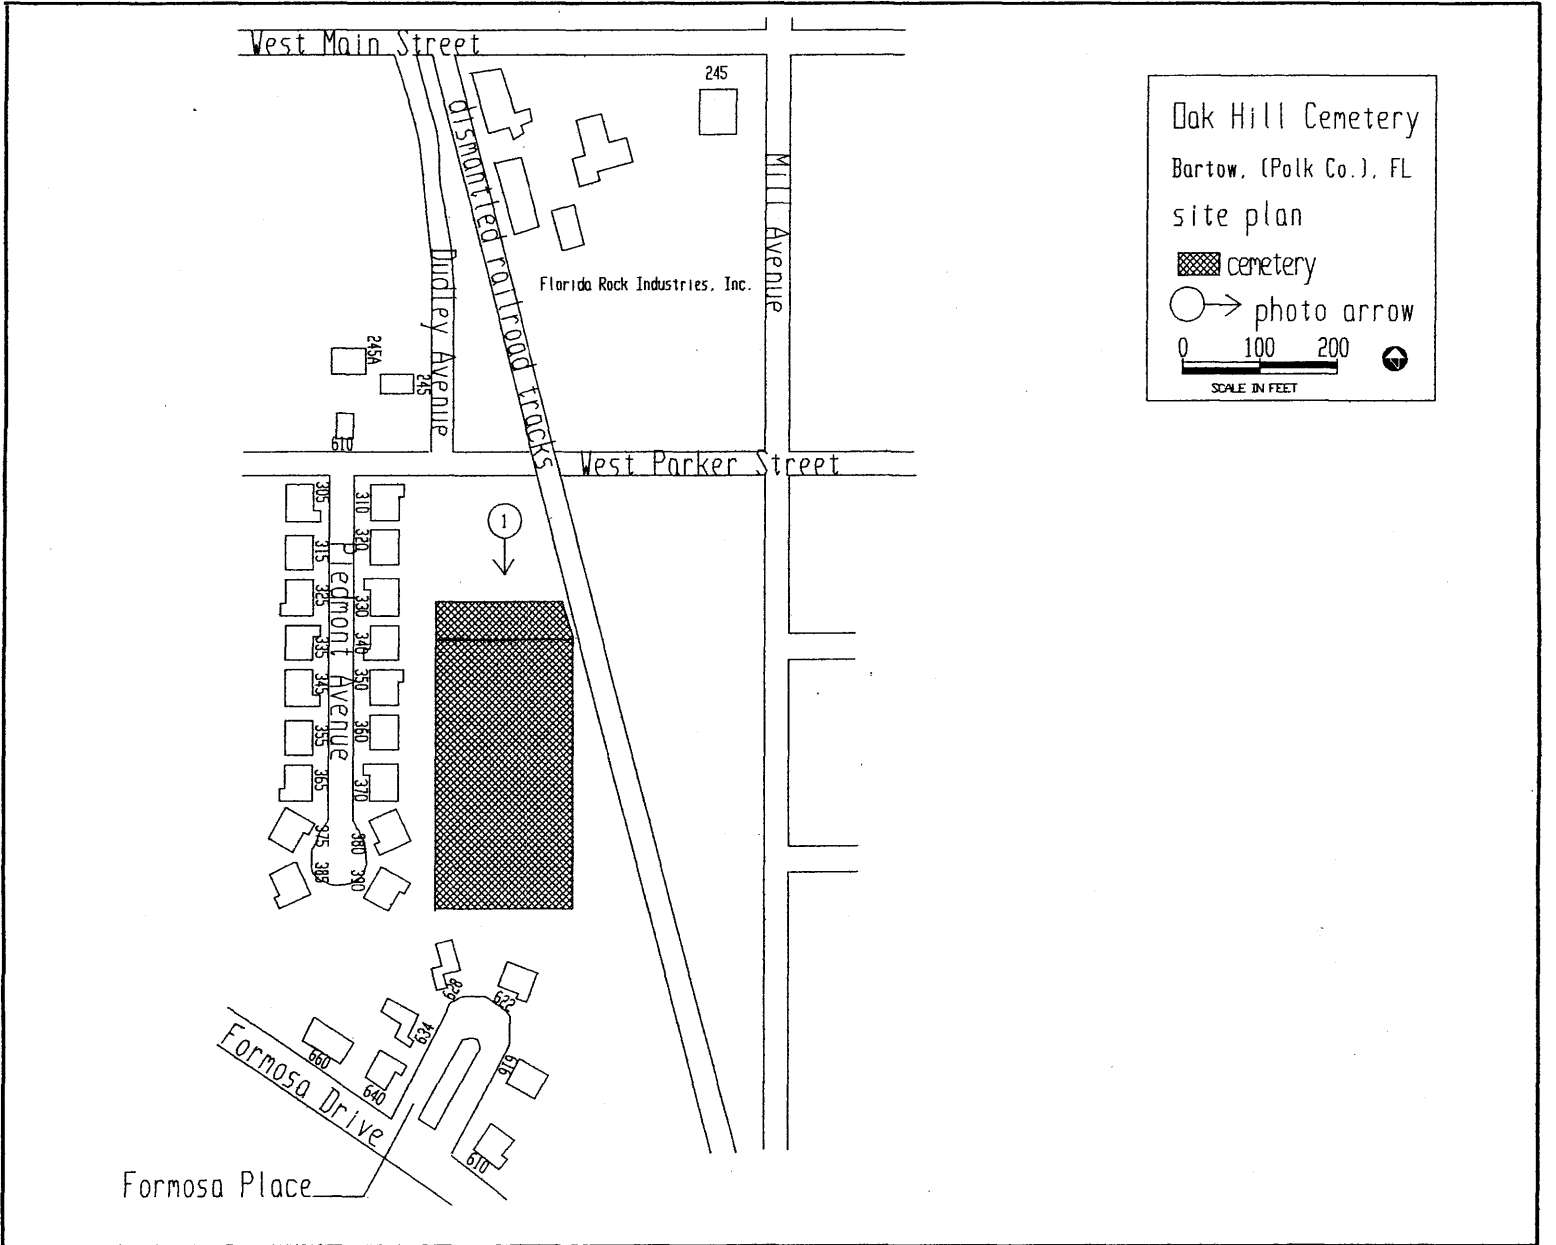 West Main Street
245
Oak Hill Cemetery
Bartow, (Polk Co.), FL
site plan
cemetery
photo arrow
0 100 200
SCALE IN FEET
dismantled railroad tracks
Mill Avenue
Dudley Avenue
Florida Rock Industries, Inc.
245A
245
610
West Parker Street
305
310
1
315
320
Piedmont Avenue
325
330
335
340
345
350
355
360
365
370
375
380
385
390
628
622
634
660
640
616
610
Formosa Drive
Formosa Place